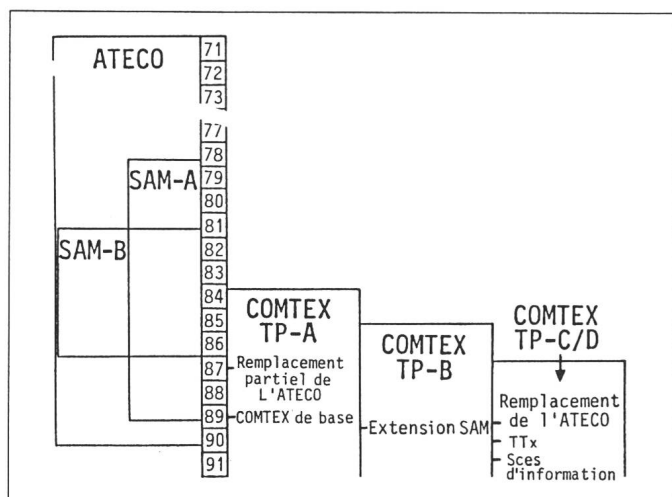 ATECO
71
72
73
77
78
SAM-A
79
80
81
SAM-B
82
83
84
85
86
87
88
89
90
91
COMTEX
TP-A
Remplacement
partiel de
L'ATECO
COMTEX de base
COMTEX
TP-B
Extension SAM
COMTEX
TP-C/D
Remplacement
de l'ATECO
TTx
Sces
d'information